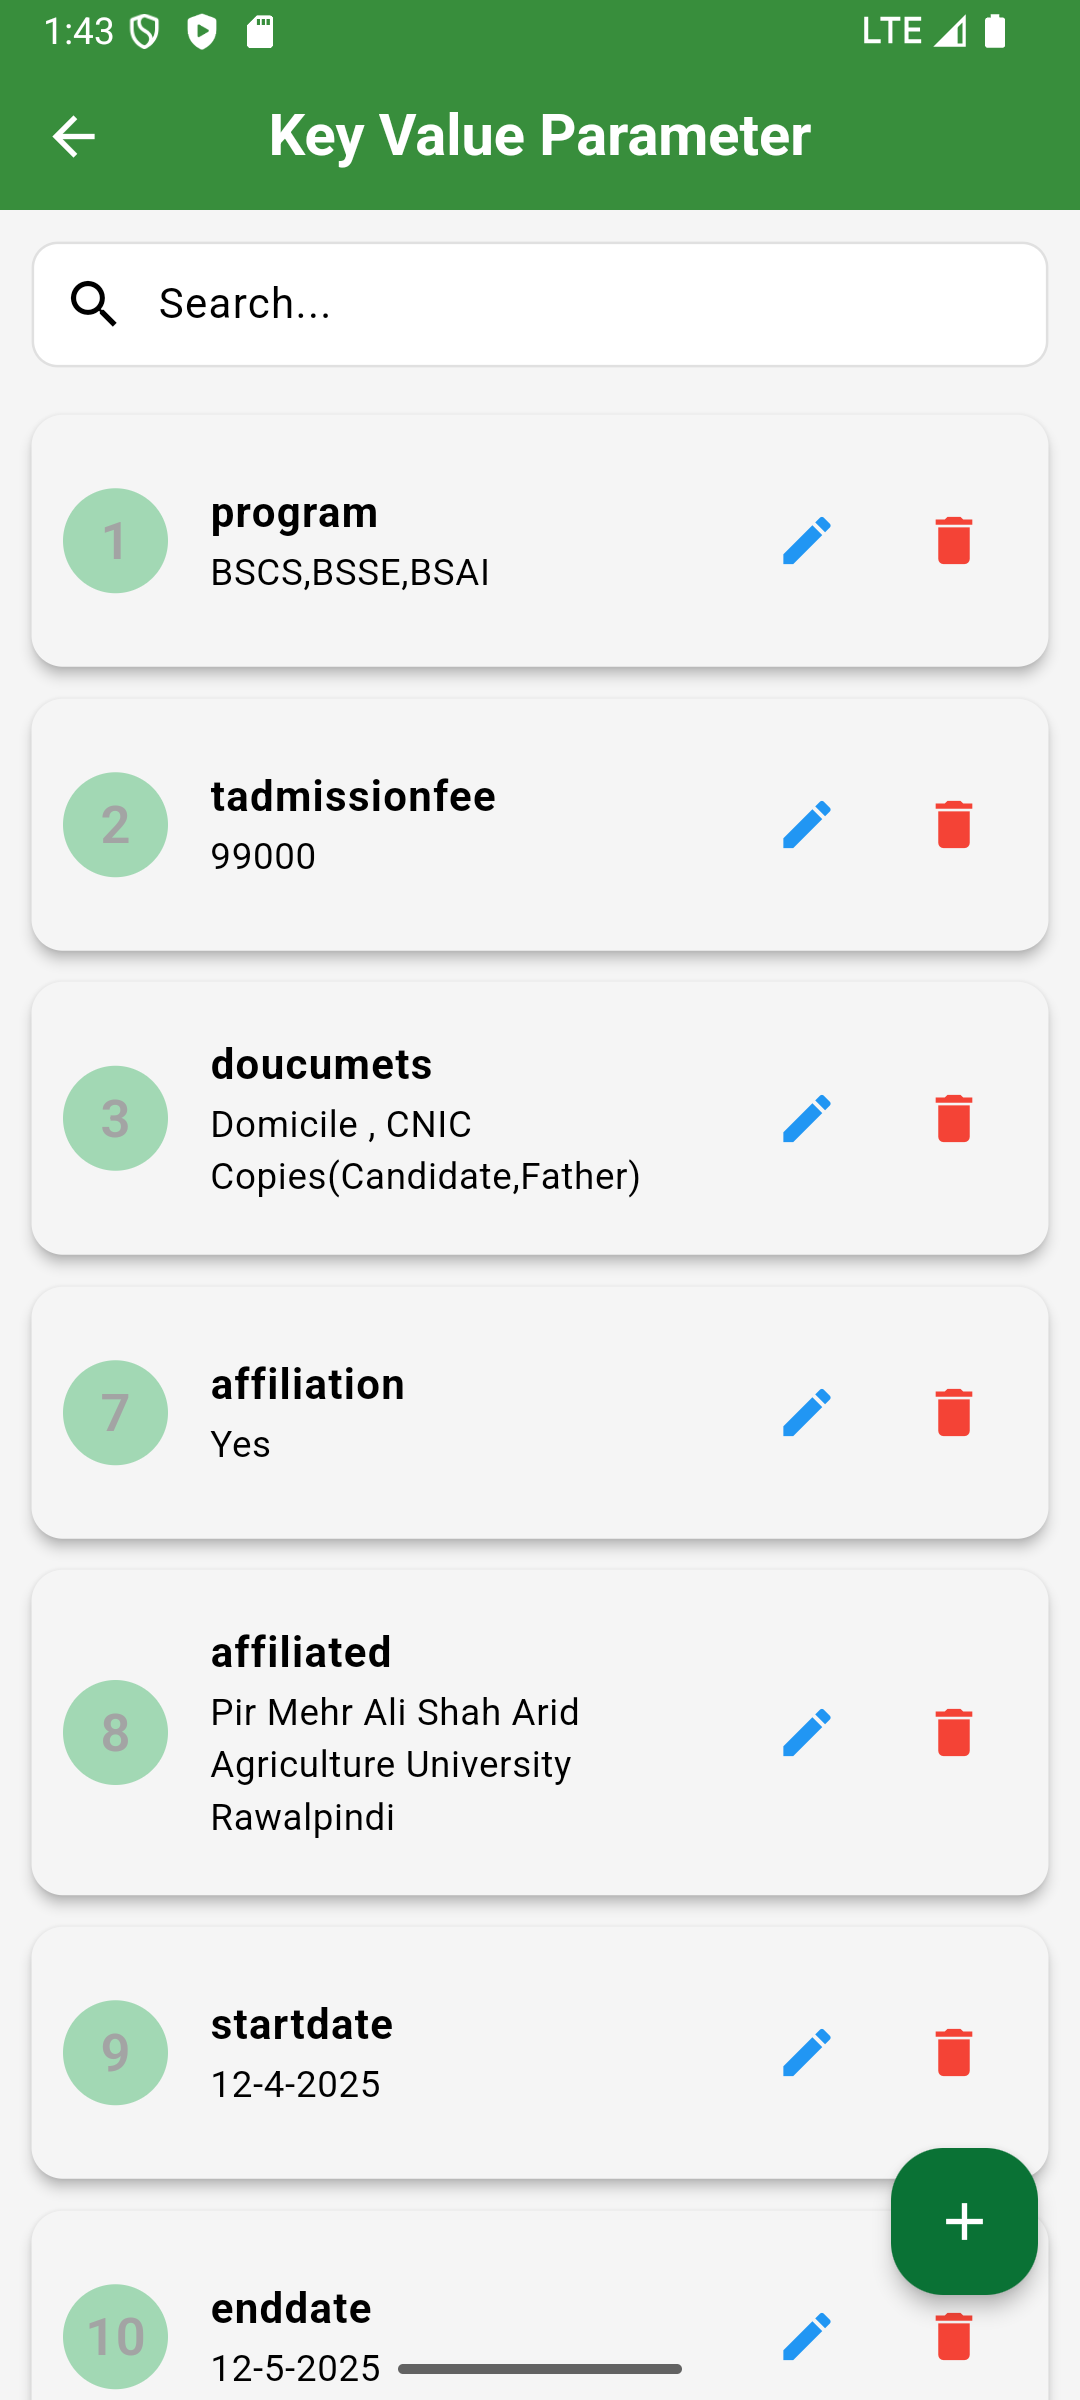 1:43
LTE
Key Value Parameter
Search...
1
program
BSCS,BSSE,BSAI
2
tadmissionfee
99000
3
doucumets
Domicile , CNIC
Copies(Candidate,Father)
7
affiliation
Yes
8
affiliated
Pir Mehr Ali Shah Arid
Agriculture University
Rawalpindi
9
startdate
12-4-2025
10
enddate
12-5-2025